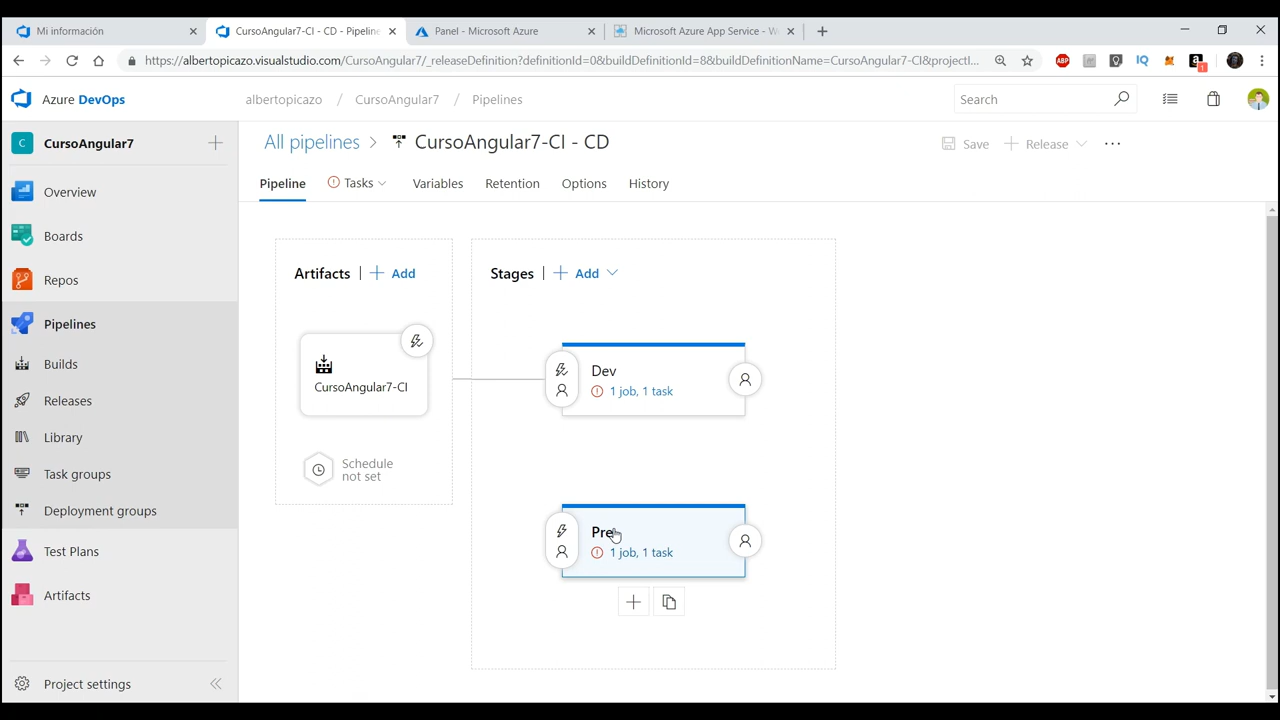 Mi información
CursoAngular7-CI - CD - Pipeline
Panel - Microsoft Azure
Microsoft Azure App Service - W
https://albertopicazo.visualstudio.com/CursoAngular7/_releaseDefinition?definitionId=0&buildDefinitionId=8&buildDefinitionName=CursoAngular7-CI&projectI...
ABP
IQ
Azure DevOps
albertopicazo / CursoAngular7 / Pipelines
Search
C CursoAngular7
All pipelines > CursoAngular7-CI - CD
Save
Release
Pipeline
Tasks
Variables
Retention
Options
History
Overview
Boards
Repos
Pipelines
Builds
Releases
Library
Task groups
Deployment groups
Test Plans
Artifacts
Project settings
Artifacts | + Add
CursoAngular7-CI
Schedule
not set
Stages | + Add
Dev
1 job, 1 task
Pre
1 job, 1 task